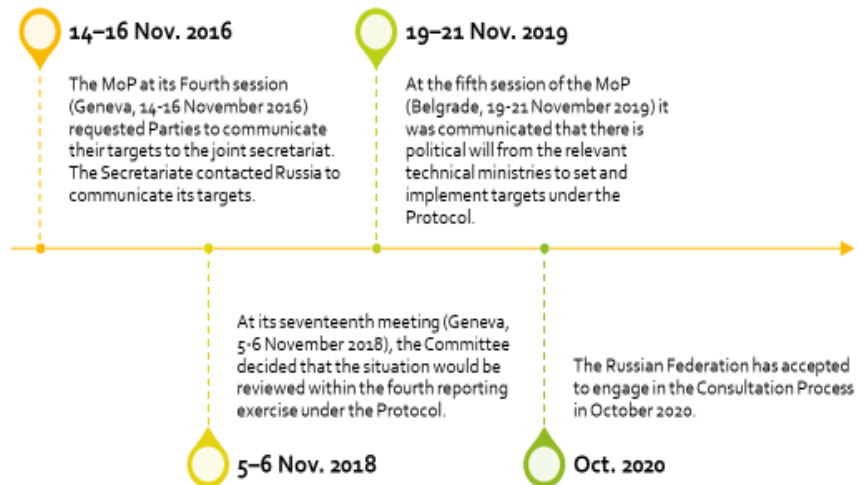 14–16 Nov. 2016
The MoP at its Fourth session
(Geneva, 14-16 November 2016)
requested Parties to communicate
their targets to the joint secretariat.
The Secretariate contacted Russia to
communicate its targets.
19–21 Nov. 2019
At the fifth session of the MoP
(Belgrade, 19-21 November 2019) it
was communicated that there is
political will from the relevant
technical ministries to set and
implement targets under the
Protocol.
At its seventeenth meeting (Geneva,
5-6 November 2018), the Committee
decided that the situation would be
reviewed within the fourth reporting
exercise under the Protocol.
5–6 Nov. 2018
The Russian Federation has accepted
to engage in the Consultation Process
in October 2020.
Oct. 2020